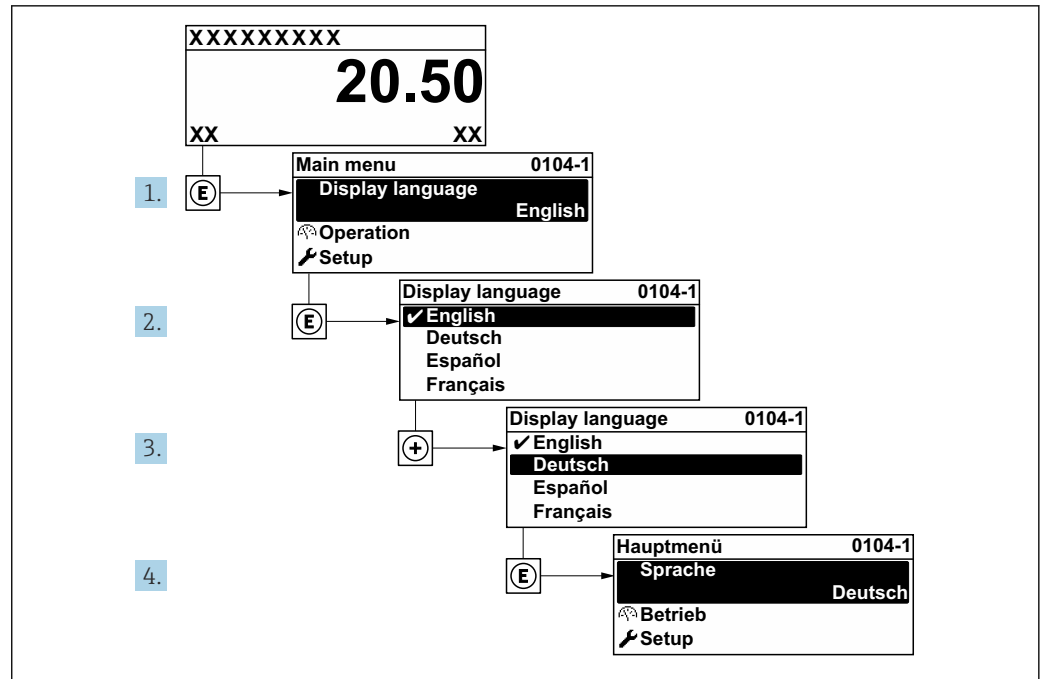 XXXXXXXXX
20.50
XX XX
1. E
Main menu 0104-1
Display language
English
Operation
Setup
2. E
Display language 0104-1
✔English
Deutsch
Español
Français
3. +
Display language 0104-1
✔English
Deutsch
Español
Français
4. E
Hauptmenü 0104-1
Sprache
Deutsch
Betrieb
Setup